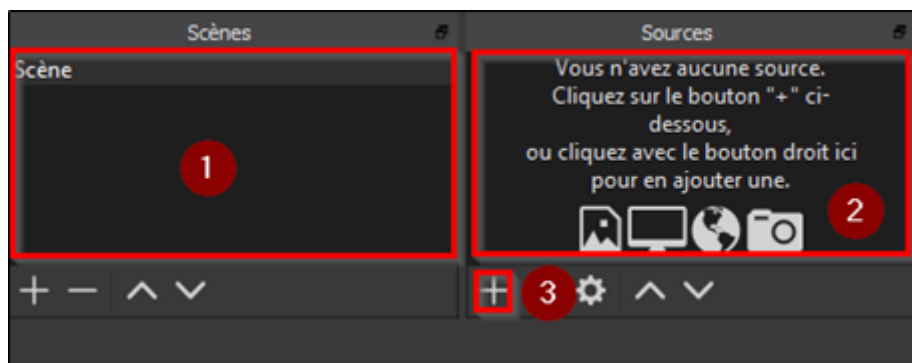 Scènes
Scène
1
Sources
Vous n'avez aucune source.
Cliquez sur le bouton "+" ci-
dessous,
ou cliquez avec le bouton droit ici
pour en ajouter une.
2
3